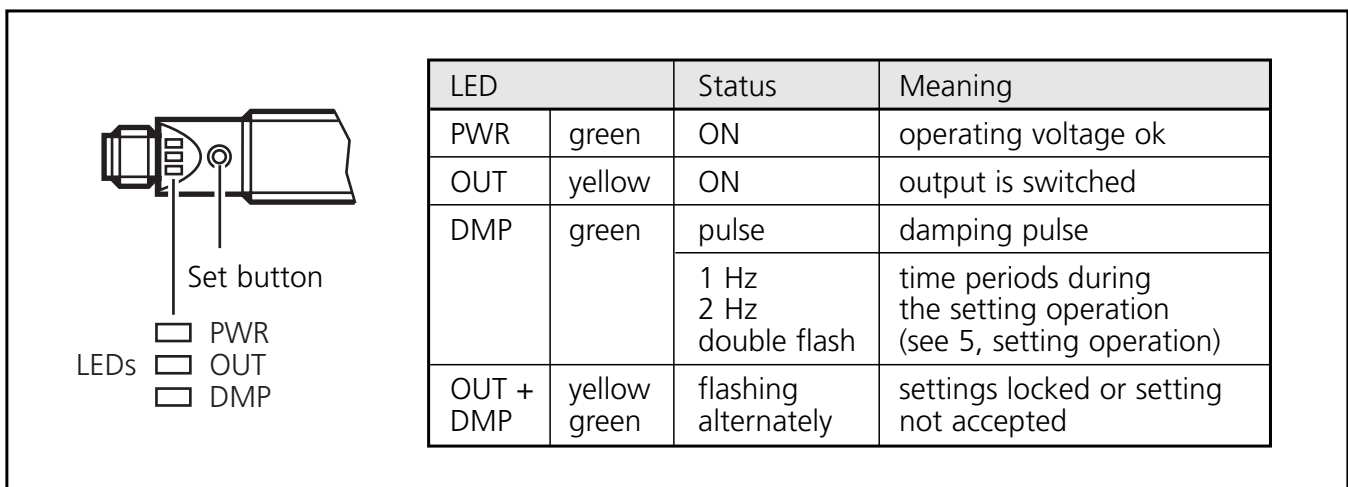 Set button
PWR
LEDs OUT
DMP
LED Status Meaning
PWR green ON operating voltage ok
OUT yellow ON output is switched
DMP green pulse damping pulse
1 Hz time periods during
2 Hz the setting operation
double flash (see 5, setting operation)
OUT + yellow flashing settings locked or setting
DMP green alternately not accepted